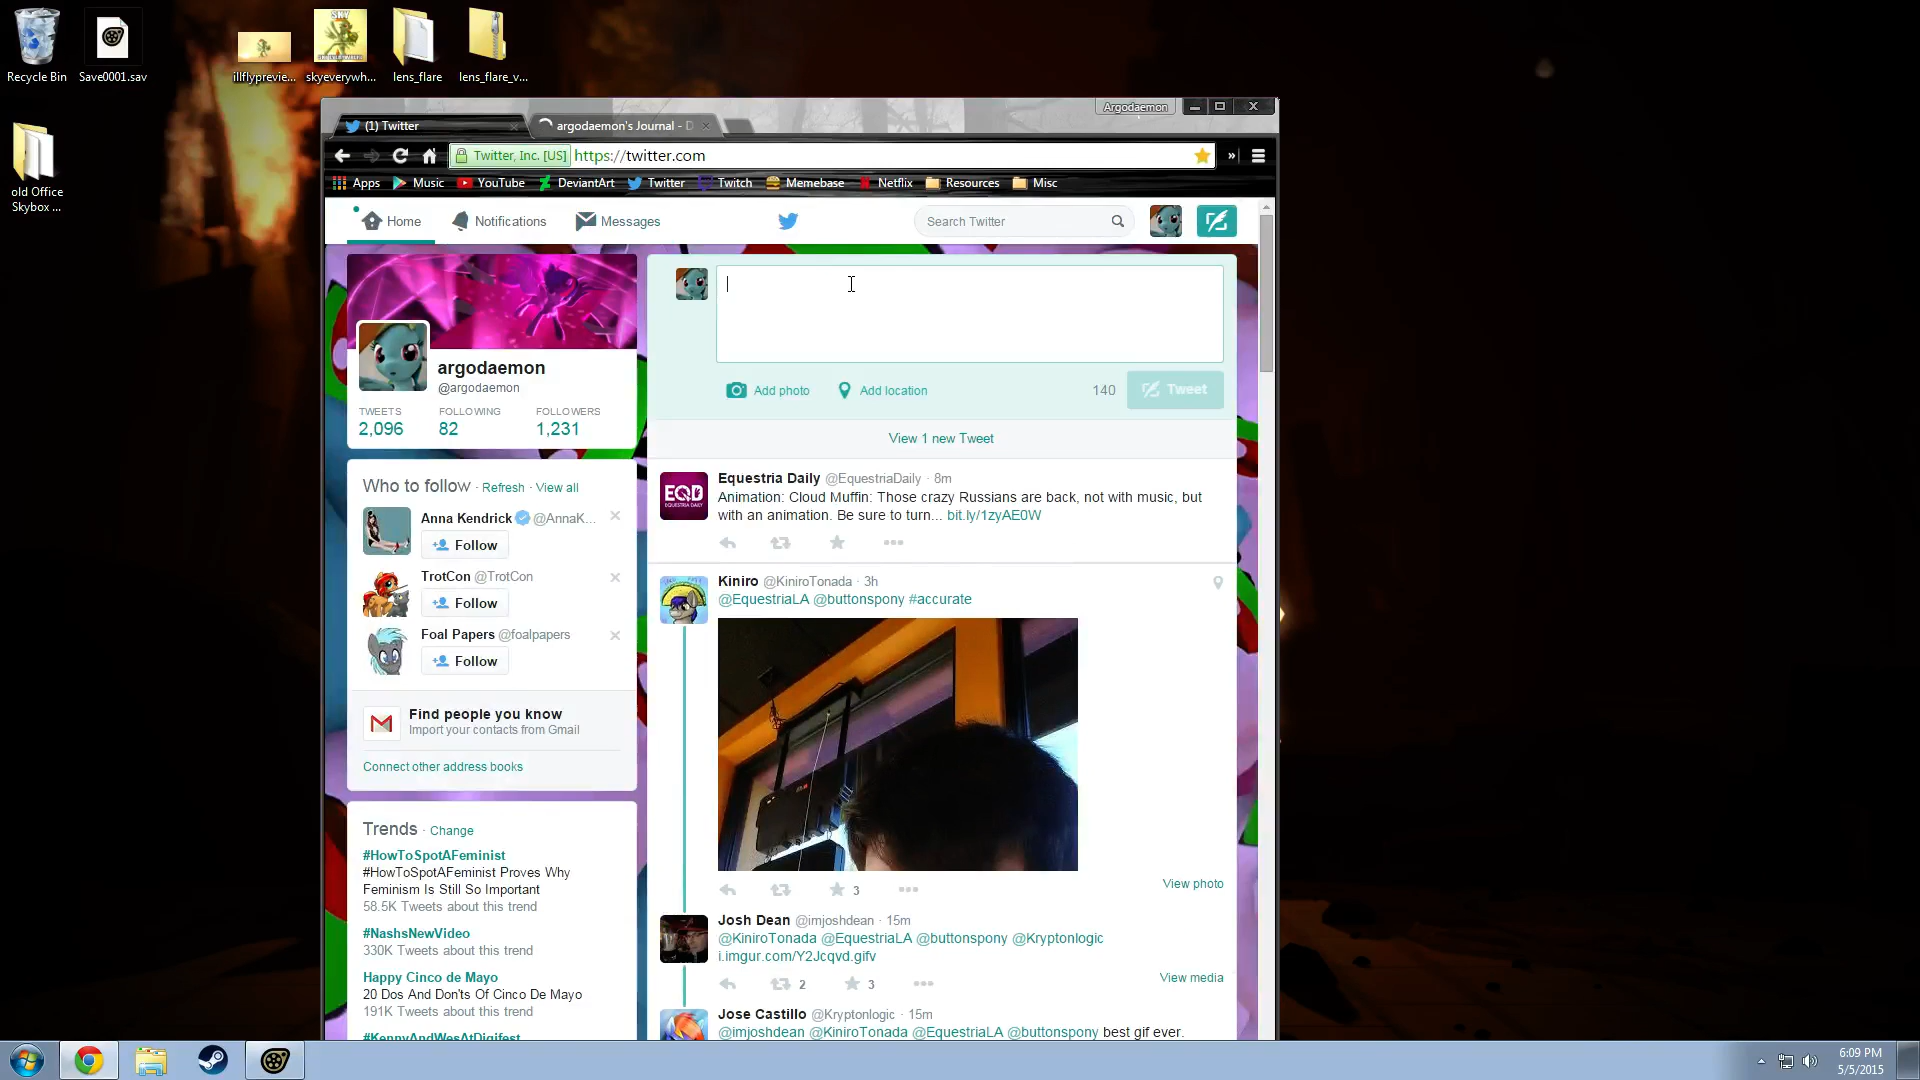 Recycle Bin
Save0001.sav
illflyprevie...
skyeverywh...
lens_flare
lens_flare_v...
old Office
Skybox ...
SKY
Argodaemon
(1) Twitter
argodaemon's Journal - D
Twitter, Inc. [US]
https://twitter.com
»
Apps
Music
YouTube
DeviantArt
Twitter
Twitch
Memebase
Netflix
Resources
Misc
Home
Notifications
Messages
Search Twitter
argodaemon
@argodaemon
TWEETS
FOLLOWING
FOLLOWERS
2,096
82
1,231
Add photo
Add location
140
Tweet
View 1 new Tweet
Who to follow · Refresh · View all
Anna Kendrick @AnnaK...
Follow
TrotCon @TrotCon
Follow
Foal Papers @foalpapers
Follow
Find people you know
Import your contacts from Gmail
Connect other address books
Trends · Change
#HowToSpotAFeminist
#HowToSpotAFeminist Proves Why
Feminism Is Still So Important
58.5K Tweets about this trend
#NashsNewVideo
330K Tweets about this trend
Happy Cinco de Mayo
20 Dos And Don'ts Of Cinco De Mayo
191K Tweets about this trend
#KennyAndWesAtDigifest
EQD
EQUESTRIA DAILY
Equestria Daily @EquestriaDaily · 8m
Animation: Cloud Muffin: Those crazy Russians are back, not with music, but
with an animation. Be sure to turn... bit.ly/1zyAE0W
Kiniro @KiniroTonada · 3h
@EquestriaLA @buttonspony #accurate
3
View photo
Josh Dean @imjoshdean · 15m
@KiniroTonada @EquestriaLA @buttonspony @Kryptonlogic
i.imgur.com/Y2Jcqvd.gifv
2
3
View media
Jose Castillo @Kryptonlogic · 15m
@imjoshdean @KiniroTonada @EquestriaLA @buttonspony best gif ever.
6:09 PM
5/5/2015